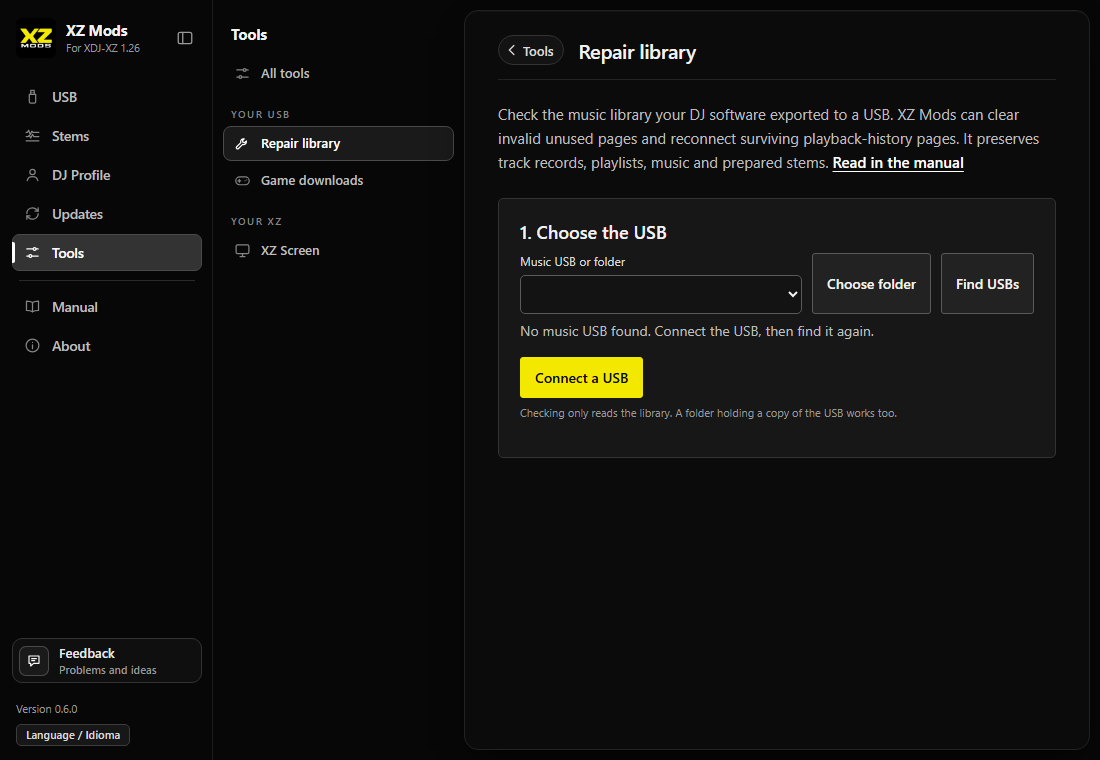 XZ MODS
XZ Mods
For XDJ-XZ 1.26
USB
Stems
DJ Profile
Updates
Tools
Manual
About
Feedback
Problems and ideas
Version 0.6.0
Language / Idioma
Tools
All tools
YOUR USB
Repair library
Game downloads
YOUR XZ
XZ Screen
Tools
Repair library
Check the music library your DJ software exported to a USB. XZ Mods can clear
invalid unused pages and reconnect surviving playback-history pages. It preserves
track records, playlists, music and prepared stems. Read in the manual
1. Choose the USB
Music USB or folder
Choose folder
Find USBs
No music USB found. Connect the USB, then find it again.
Connect a USB
Checking only reads the library. A folder holding a copy of the USB works too.